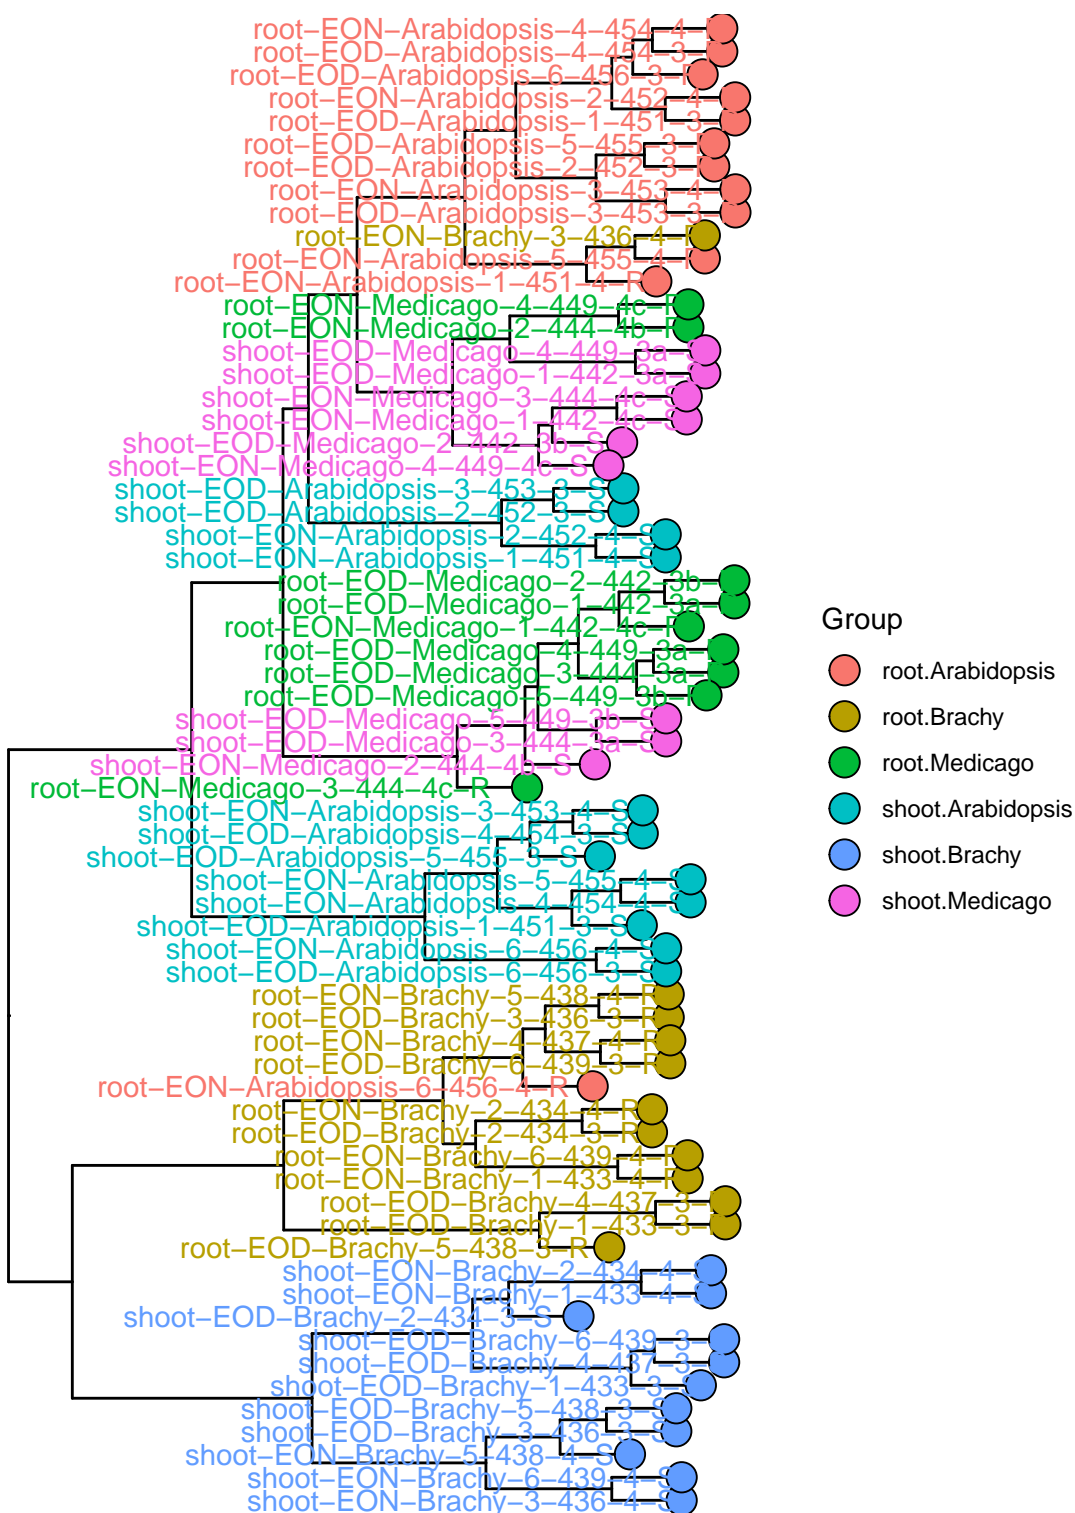 root–EON–Arabidopsis–4–454–4–
root–EOD–Arabidopsis–4–454–3–
root–EOD–Arabidopsis–6–456–3–
root–EON–Arabidopsis–2–452–4–
root–EOD–Arabidopsis–1–451–3–
root–EOD–Arabidopsis–5–455–3–
root–EOD–Arabidopsis–2–452–3–
root–EON–Arabidopsis–3–453–4–
root–EOD–Arabidopsis–3–453–3–
root–EON–Brachy–3–436–4–R
root–EON–Arabidopsis–5–455–4–R
root–EON–Arabidopsis–1–451–4–R
root–EON–Medicago–4–449–4c–R
root–EON–Medicago–2–444–4b–R
shoot–EOD–Medicago–4–449–3a–S
shoot–EOD–Medicago–1–442–3a–S
shoot–EON–Medicago–3–444–4c–S
shoot–EON–Medicago–1–442–4c–S
shoot–EOD–Medicago–2–442–3b–S
shoot–EON–Medicago–4–449–4c–S
shoot–EOD–Arabidopsis–3–453–3–S
shoot–EOD–Arabidopsis–2–452–3–S
shoot–EON–Arabidopsis–2–452–4–S
shoot–EON–Arabidopsis–1–451–4–S
root–EOD–Medicago–2–442–3b–
root–EOD–Medicago–1–442–3a–
root–EON–Medicago–1–442–4c–R
root–EOD–Medicago–4–449–3a–
root–EOD–Medicago–3–444–3a–
root–EOD–Medicago–5–449–3b–R
shoot–EOD–Medicago–5–449–3b–S
shoot–EOD–Medicago–3–444–3a–S
shoot–EON–Medicago–2–444–4b–S
root–EON–Medicago–3–444–4c–R
shoot–EON–Arabidopsis–3–453–4–S
shoot–EOD–Arabidopsis–4–454–3–S
shoot–EOD–Arabidopsis–5–455–3–S
shoot–EON–Arabidopsis–5–455–4–S
shoot–EON–Arabidopsis–4–454–4–S
shoot–EOD–Arabidopsis–1–451–3–S
shoot–EON–Arabidopsis–6–456–4–S
shoot–EOD–Arabidopsis–6–456–3–S
root–EON–Brachy–5–438–4–R
root–EOD–Brachy–3–436–3–R
root–EON–Brachy–4–437–4–R
root–EOD–Brachy–6–439–3–R
root–EON–Arabidopsis–6–456–4–R
root–EON–Brachy–2–434–4–R
root–EOD–Brachy–2–434–3–R
root–EON–Brachy–6–439–4–R
root–EON–Brachy–1–433–4–R
root–EOD–Brachy–4–437–3–
root–EOD–Brachy–1–433–3–
root–EOD–Brachy–5–438–3–R
shoot–EON–Brachy–2–434–4–S
shoot–EON–Brachy–1–433–4–S
shoot–EOD–Brachy–2–434–3–S
shoot–EOD–Brachy–6–439–3–
shoot–EOD–Brachy–4–437–3–
shoot–EOD–Brachy–1–433–3–S
shoot–EOD–Brachy–5–438–3–S
shoot–EOD–Brachy–3–436–3–S
shoot–EON–Brachy–5–438–4–S
shoot–EON–Brachy–6–439–4–S
shoot–EON–Brachy–3–436–4–S
Group
root.Arabidopsis
root.Brachy
root.Medicago
shoot.Arabidopsis
shoot.Brachy
shoot.Medicago